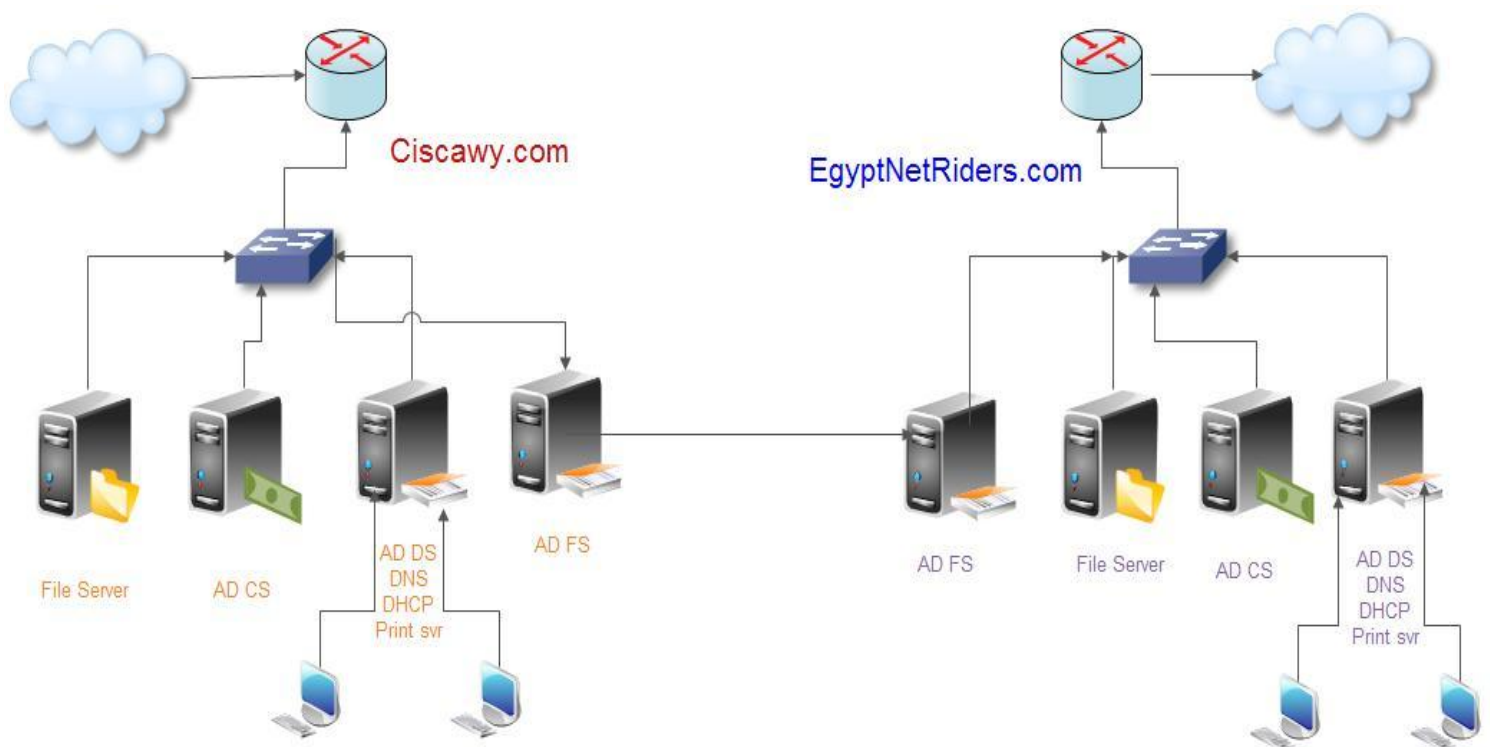 Ciscawy.com
EgyptNetRiders.com
File Server
AD CS
AD DS
DNS
DHCP
Print svr
AD FS
AD FS
File Server
AD CS
AD DS
DNS
DHCP
Print svr